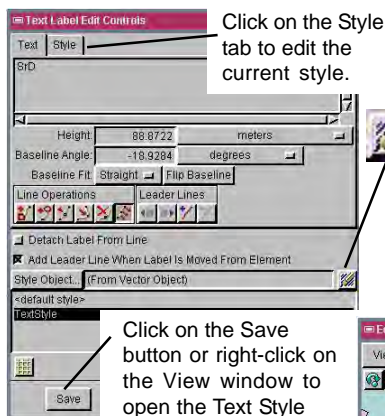 Text Label Edit Controls
Click on the Style
tab to edit the
current style.
Text Style
SrD
Height: 88.8722 meters
Baseline Angle: -18.9284 degrees
Baseline Fit: Straight Flip Baseline
Line Operations Leader Lines
Detach Label From Line
Add Leader Line When Label Is Moved From Element
Style Object... (From Vector Object)
<default style>
TextStyle
Click on the Save
button or right-click on
the View window to
open the Text Style
Save